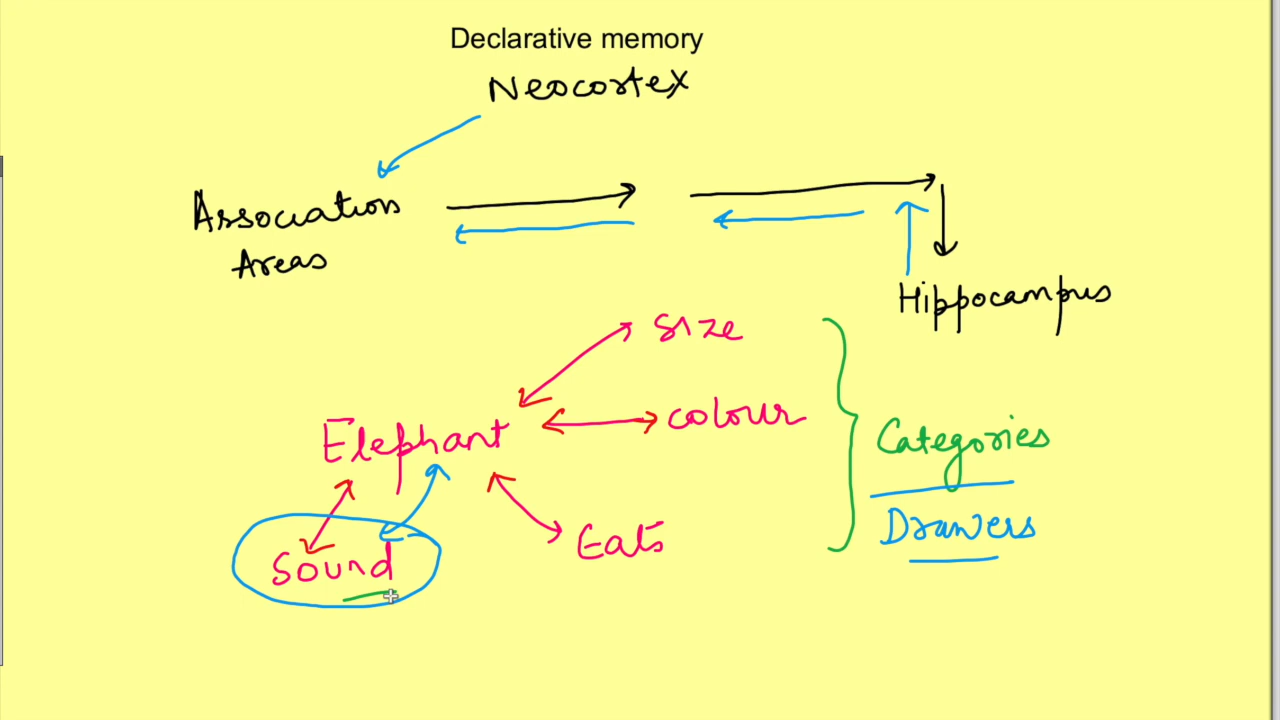 Declarative memory
Neocortex
Association
Areas
Hippocampus
Size
colour
Elephant
Categories
Drawers
Eats
Sound